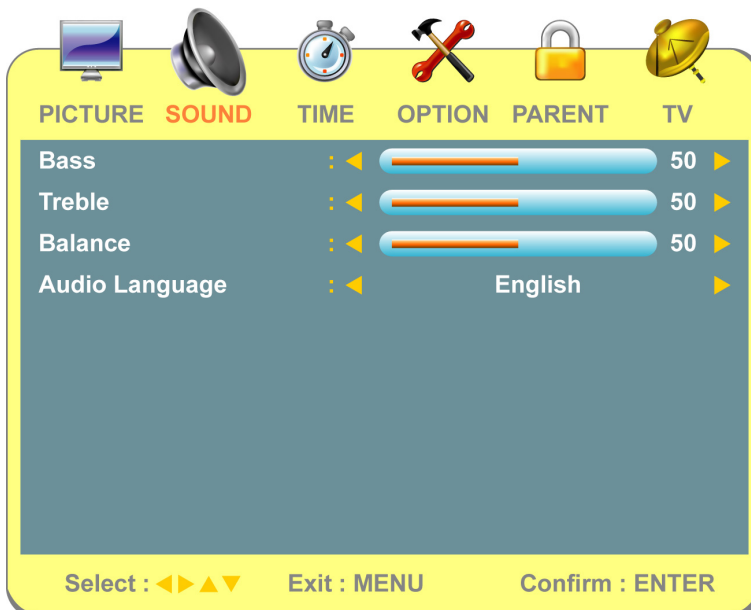 PICTURE SOUND TIME OPTION PARENT TV
Bass : 50
Treble : 50
Balance : 50
Audio Language : English
Select : Exit : MENU Confirm : ENTER